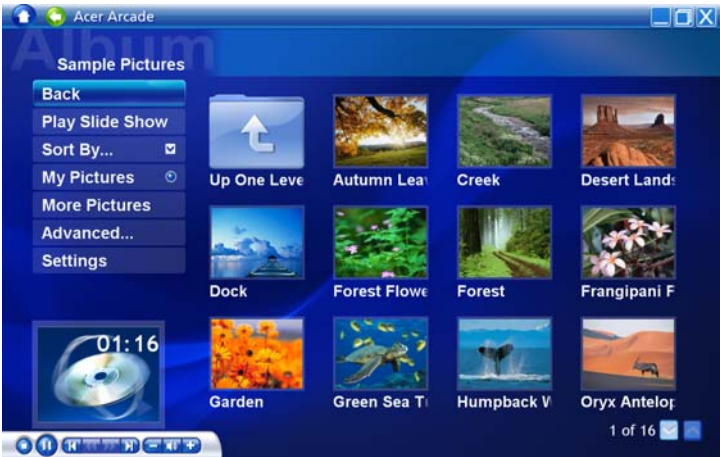 Acer Arcade
Album
Sample Pictures
Back
Play Slide Show
Sort By...
My Pictures
More Pictures
Advanced...
Settings
Up One Leve
Autumn Lea
Creek
Desert Lands
Dock
Forest Flowe
Forest
Frangipani F
Garden
Green Sea T
Humpback W
Oryx Antelop
01:16
1 of 16